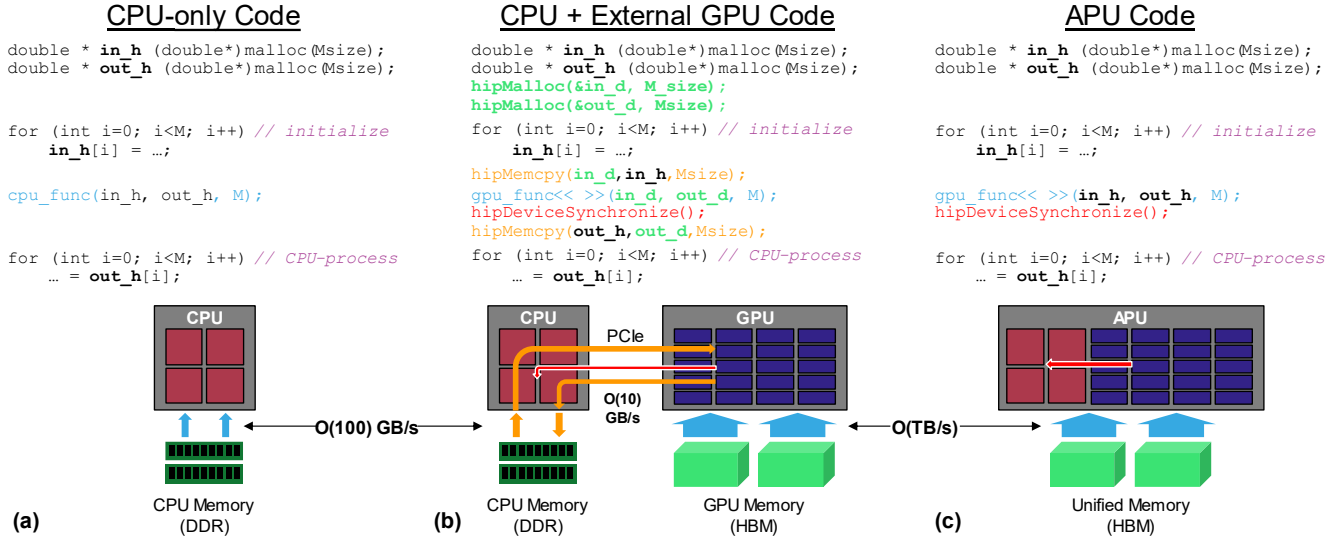 CPU-only Code
double * in_h (double*)malloc(Msize);
double * out_h (double*)malloc(Msize);
for (int i=0; i<M; i++) // initialize
in_h[i] = …;
cpu_func(in_h, out_h, M);
for (int i=0; i<M; i++) // CPU-process
… = out_h[i];
CPU
O(100) GB/s
CPU Memory
(DDR)
(a)
CPU + External GPU Code
double * in_h (double*)malloc(Msize);
double * out_h (double*)malloc(Msize);
hipMalloc(&in_d, M_size);
hipMalloc(&out_d, Msize);
for (int i=0; i<M; i++) // initialize
in_h[i] = …;
hipMemcpy(in_d,in_h,Msize);
gpu_func<< >>(in_d, out_d, M);
hipDeviceSynchronize();
hipMemcpy(out_h,out_d,Msize);
for (int i=0; i<M; i++) // CPU-process
… = out_h[i];
CPU
PCIe
GPU
O(10)
GB/s
O(TB/s)
CPU Memory
(DDR)
GPU Memory
(HBM)
(b)
APU Code
double * in_h (double*)malloc(Msize);
double * out_h (double*)malloc(Msize);
for (int i=0; i<M; i++) // initialize
in_h[i] = …;
gpu_func<< >>(in_h, out_h, M);
hipDeviceSynchronize();
for (int i=0; i<M; i++) // CPU-process
… = out_h[i];
APU
Unified Memory
(HBM)
(c)